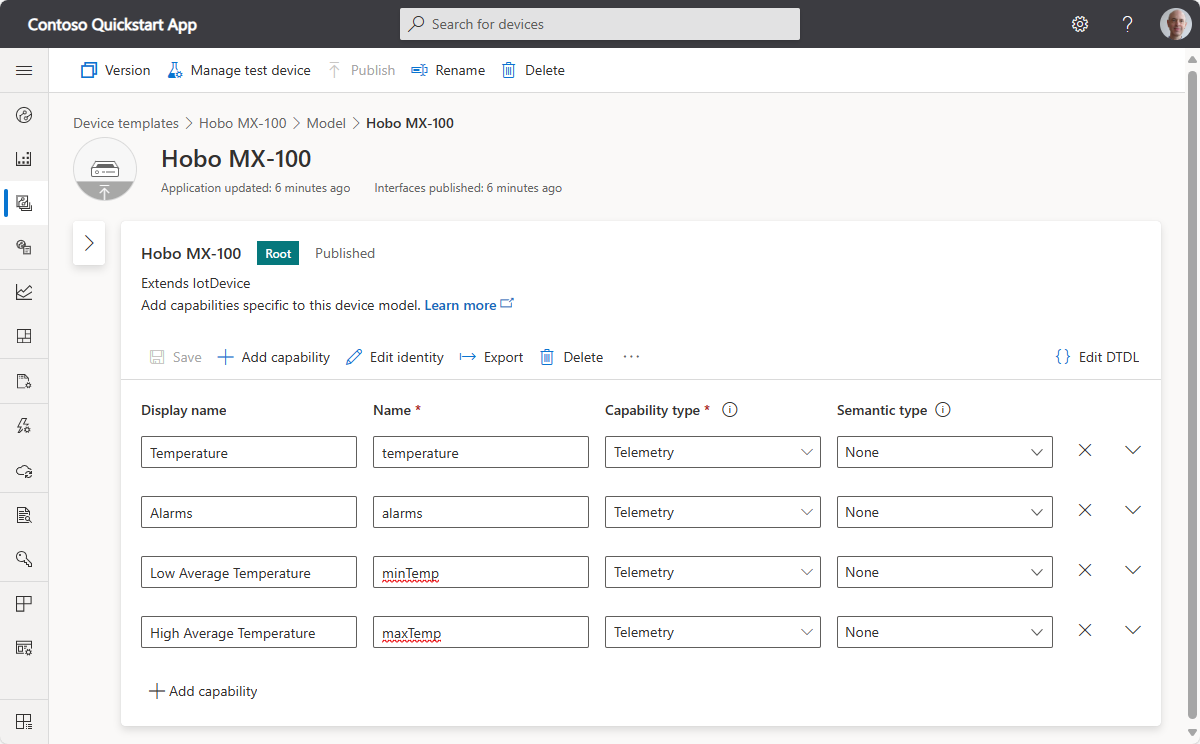 Contoso Quickstart App
Search for devices
Version Manage test device Publish Rename Delete
Device templates > Hobo MX-100 > Model > Hobo MX-100
Hobo MX-100
Application updated: 6 minutes ago Interfaces published: 6 minutes ago
Hobo MX-100 Root Published
Extends IotDevice
Add capabilities specific to this device model. Learn more
Save Add capability Edit identity Export Delete ... {} Edit DTDL
Display name Name * Capability type * Semantic type
Temperature temperature Telemetry None
Alarms alarms Telemetry None
Low Average Temperature minTemp Telemetry None
High Average Temperature maxTemp Telemetry None
Add capability